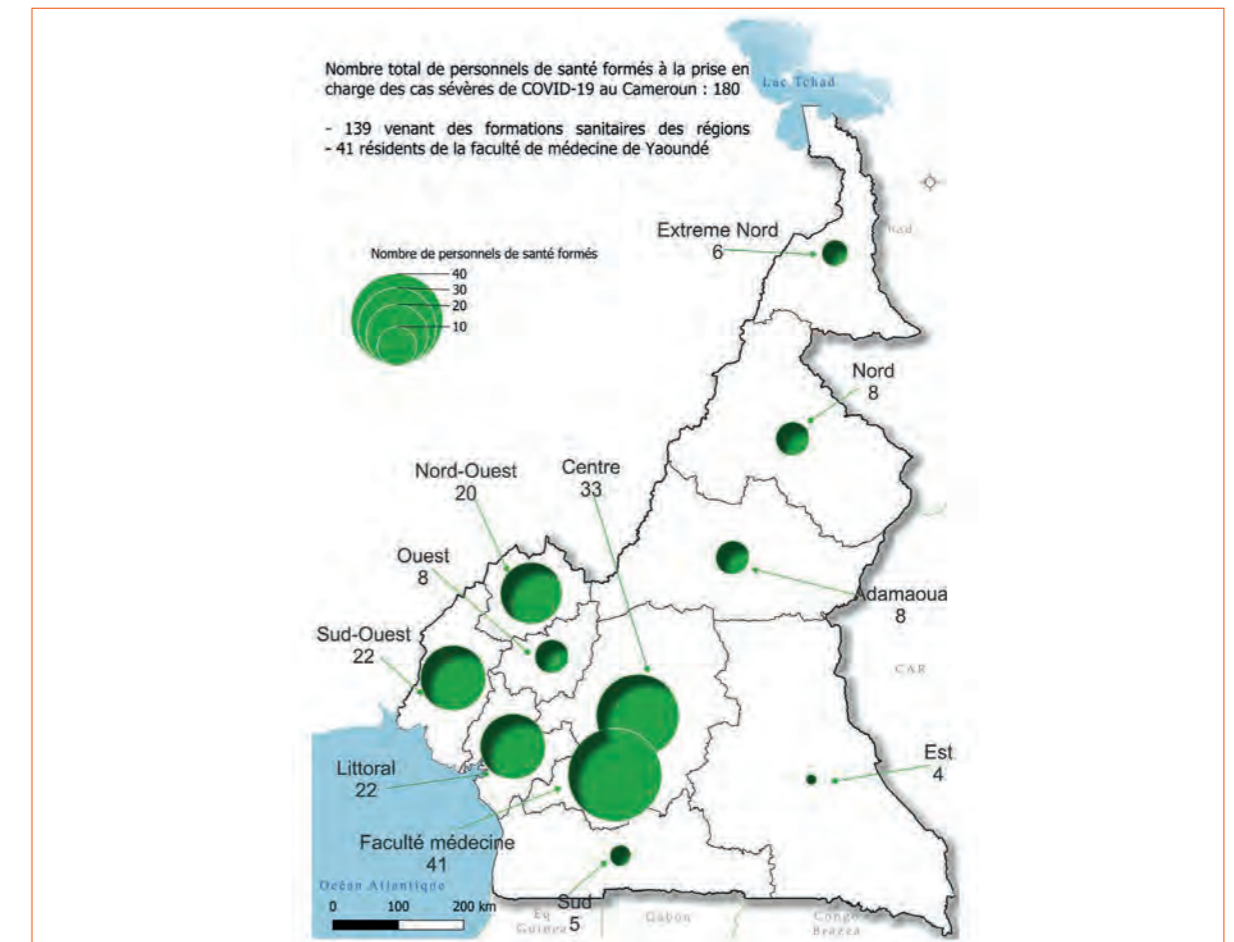 Nombre total de personnels de santé formés à la prise en
charge des cas sévères de COVID-19 au Cameroun : 180
- 139 venant des formations sanitaires des régions
- 41 résidents de la faculté de médecine de Yaoundé
Lac Tchad
Extreme Nord
6
Nombre de personnels de santé formés
40
30
20
10
Nord
8
Nord-Ouest
20
Centre
33
Ouest
8
Adamaoua
8
Sud-Ouest
22
CAR
Littoral
22
Est
4
Faculté médecine
41
Océan Atlantique
Sud
5
0 100 200 km
Eq
Guinea
Gabon
Congo
Brazza